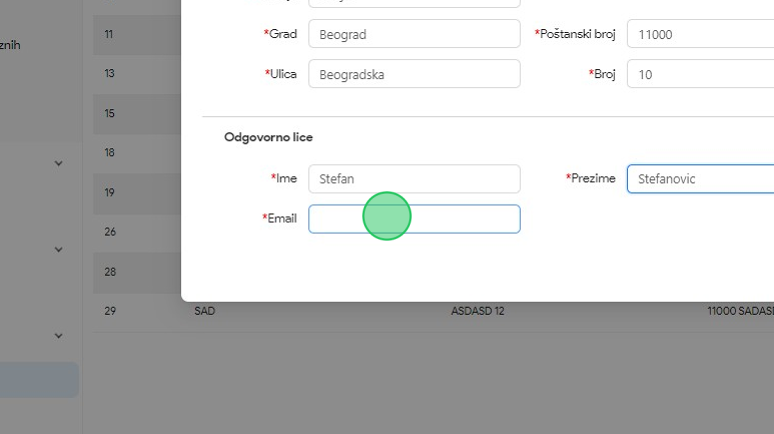 11
*Grad Beograd *Poštanski broj 11000
znih
13
*Ulica Beogradska *Broj 10
15
Odgovorno lice
18
*Ime Stefan *Prezime Stefanovic
19
*Email
26
28
29 SAD ASDASD 12 11000 SADASD